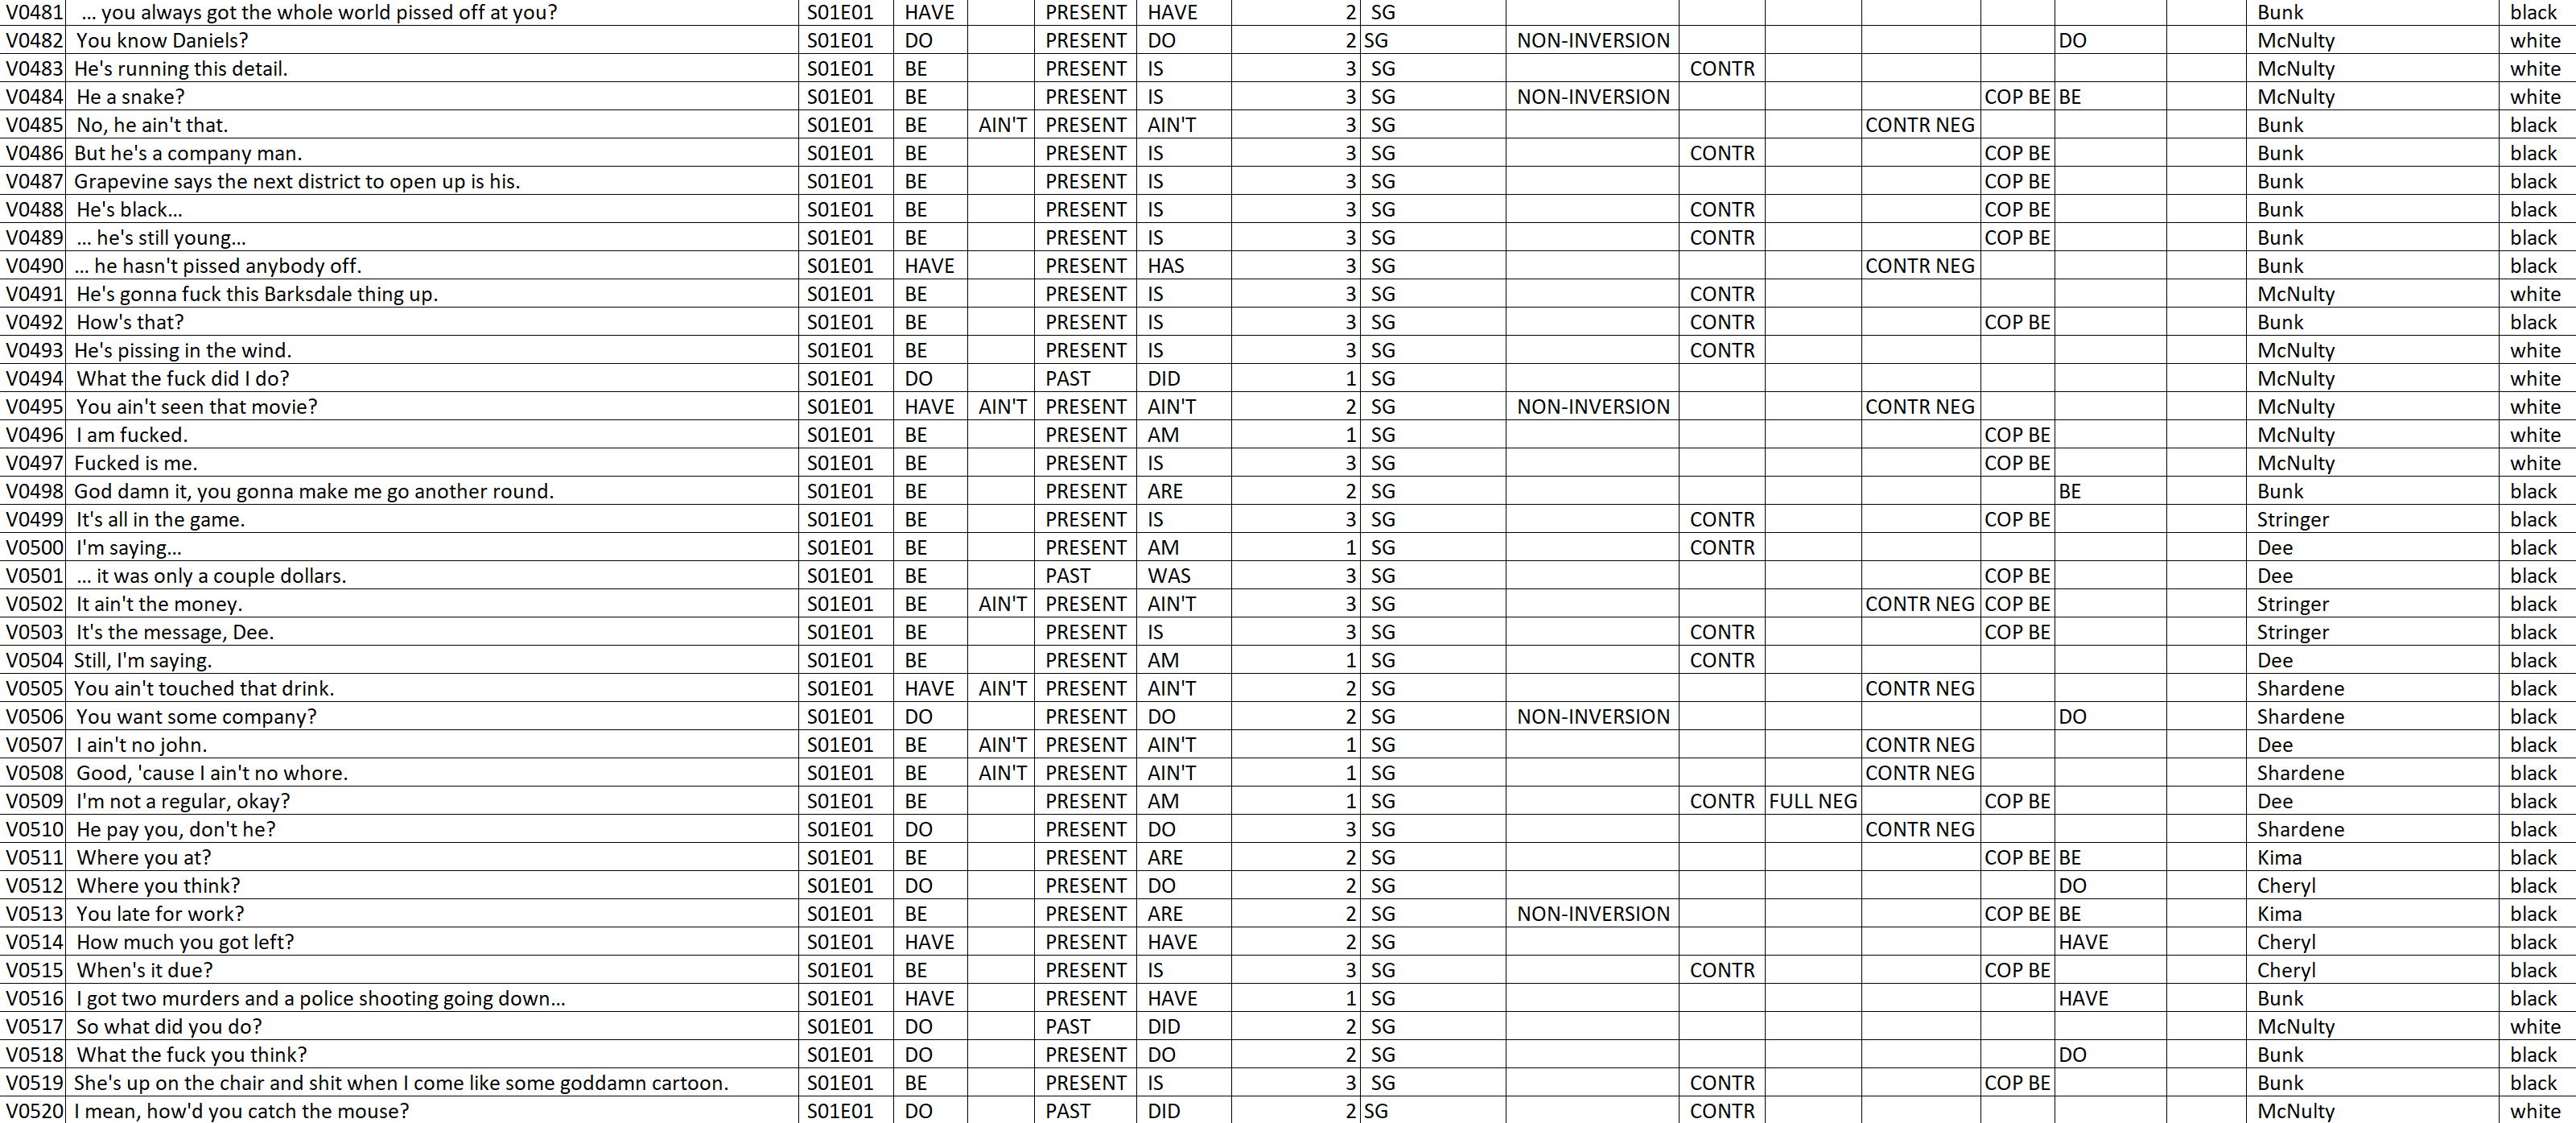 V0481 ... you always got the whole world pissed off at you? S01E01 HAVE PRESENT HAVE 2 SG Bunk black
V0482 You know Daniels? S01E01 DO PRESENT DO 2 SG NON-INVERSION DO McNulty white
V0483 He's running this detail. S01E01 BE PRESENT IS 3 SG CONTR McNulty white
V0484 He a snake? S01E01 BE PRESENT IS 3 SG NON-INVERSION COP BE BE McNulty white
V0485 No, he ain't that. S01E01 BE AIN'T PRESENT AIN'T 3 SG CONTR NEG Bunk black
V0486 But he's a company man. S01E01 BE PRESENT IS 3 SG CONTR COP BE Bunk black
V0487 Grapevine says the next district to open up is his. S01E01 BE PRESENT IS 3 SG COP BE Bunk black
V0488 He's black... S01E01 BE PRESENT IS 3 SG CONTR COP BE Bunk black
V0489 ... he's still young... S01E01 BE PRESENT IS 3 SG CONTR COP BE Bunk black
V0490 ... he hasn't pissed anybody off. S01E01 HAVE PRESENT HAS 3 SG CONTR NEG Bunk black
V0491 He's gonna fuck this Barksdale thing up. S01E01 BE PRESENT IS 3 SG CONTR McNulty white
V0492 How's that? S01E01 BE PRESENT IS 3 SG CONTR COP BE Bunk black
V0493 He's pissing in the wind. S01E01 BE PRESENT IS 3 SG CONTR McNulty white
V0494 What the fuck did I do? S01E01 DO PAST DID 1 SG McNulty white
V0495 You ain't seen that movie? S01E01 HAVE AIN'T PRESENT AIN'T 2 SG NON-INVERSION CONTR NEG McNulty white
V0496 I am fucked. S01E01 BE PRESENT AM 1 SG COP BE McNulty white
V0497 Fucked is me. S01E01 BE PRESENT IS 3 SG COP BE McNulty white
V0498 God damn it, you gonna make me go another round. S01E01 BE PRESENT ARE 2 SG BE Bunk black
V0499 It's all in the game. S01E01 BE PRESENT IS 3 SG CONTR COP BE Stringer black
V0500 I'm saying... S01E01 BE PRESENT AM 1 SG CONTR Dee black
V0501 ... it was only a couple dollars. S01E01 BE PAST WAS 3 SG COP BE Dee black
V0502 It ain't the money. S01E01 BE AIN'T PRESENT AIN'T 3 SG CONTR NEG COP BE Stringer black
V0503 It's the message, Dee. S01E01 BE PRESENT IS 3 SG CONTR COP BE Stringer black
V0504 Still, I'm saying. S01E01 BE PRESENT AM 1 SG CONTR Dee black
V0505 You ain't touched that drink. S01E01 HAVE AIN'T PRESENT AIN'T 2 SG CONTR NEG Shardene black
V0506 You want some company? S01E01 DO PRESENT DO 2 SG NON-INVERSION DO Shardene black
V0507 I ain't no john. S01E01 BE AIN'T PRESENT AIN'T 1 SG CONTR NEG Dee black
V0508 Good, 'cause I ain't no whore. S01E01 BE AIN'T PRESENT AIN'T 1 SG CONTR NEG Shardene black
V0509 I'm not a regular, okay? S01E01 BE PRESENT AM 1 SG CONTR FULL NEG COP BE Dee black
V0510 He pay you, don't he? S01E01 DO PRESENT DO 3 SG CONTR NEG Shardene black
V0511 Where you at? S01E01 BE PRESENT ARE 2 SG COP BE BE Kima black
V0512 Where you think? S01E01 DO PRESENT DO 2 SG DO Cheryl black
V0513 You late for work? S01E01 BE PRESENT ARE 2 SG NON-INVERSION COP BE BE Kima black
V0514 How much you got left? S01E01 HAVE PRESENT HAVE 2 SG HAVE Cheryl black
V0515 When's it due? S01E01 BE PRESENT IS 3 SG CONTR COP BE Cheryl black
V0516 I got two murders and a police shooting going down... S01E01 HAVE PRESENT HAVE 1 SG HAVE Bunk black
V0517 So what did you do? S01E01 DO PAST DID 2 SG McNulty white
V0518 What the fuck you think? S01E01 DO PRESENT DO 2 SG DO Bunk black
V0519 She's up on the chair and shit when I come like some goddamn cartoon. S01E01 BE PRESENT IS 3 SG CONTR COP BE Bunk black
V0520 I mean, how'd you catch the mouse? S01E01 DO PAST DID 2 SG CONTR McNulty white